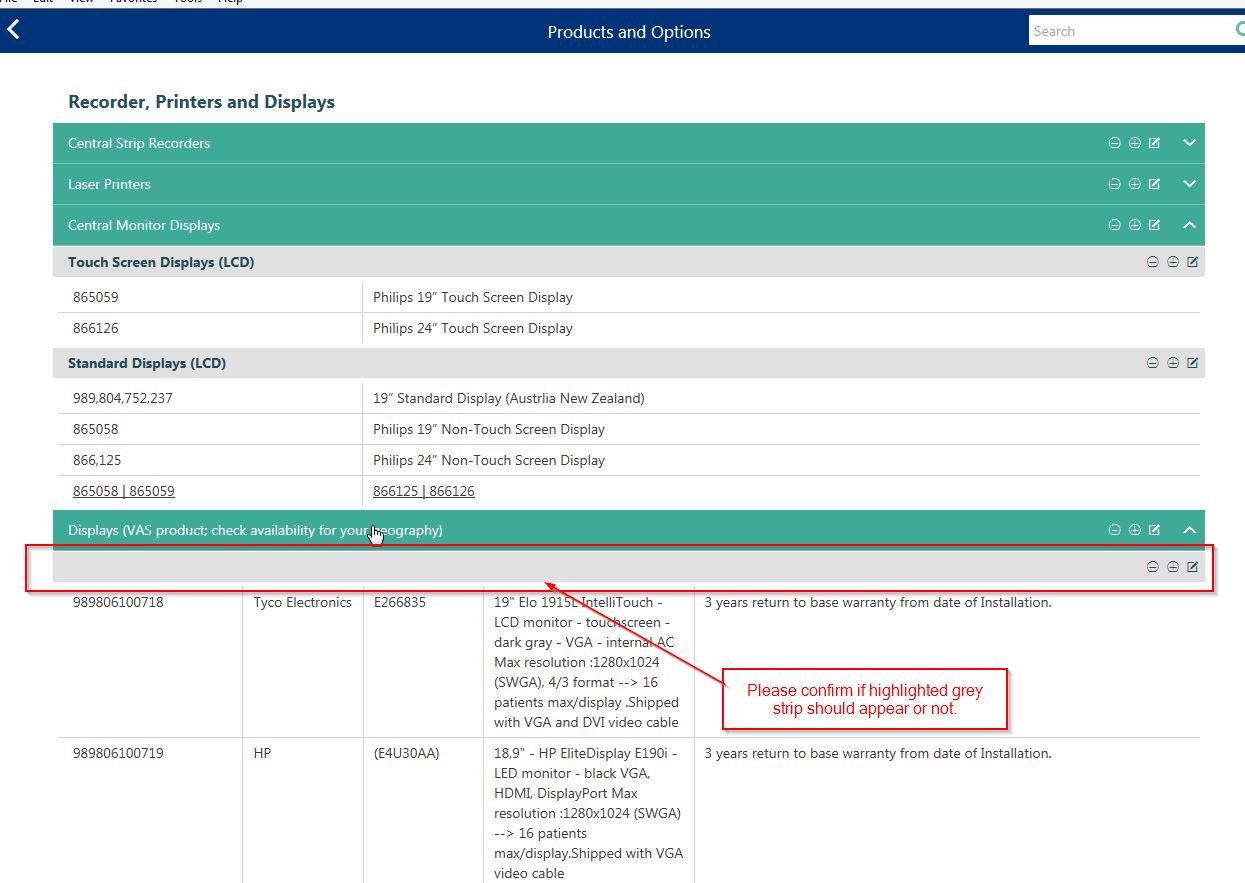 File Edit View Favorites Tools Help
Products and Options
Search
Recorder, Printers and Displays
Central Strip Recorders
Laser Printers
Central Monitor Displays
Touch Screen Displays (LCD)
865059 Philips 19” Touch Screen Display
866126 Philips 24” Touch Screen Display
Standard Displays (LCD)
989,804,752,237 19” Standard Display (Austrlia New Zealand)
865058 Philips 19” Non-Touch Screen Display
866,125 Philips 24” Non-Touch Screen Display
865058 | 865059 866125 | 866126
Displays (VAS product; check availability for your geography)
989806100718 Tyco Electronics E266835 19" Elo 1915L IntelliTouch - 3 years return to base warranty from date of Installation.
LCD monitor - touchscreen -
dark gray - VGA - internal AC
Max resolution :1280x1024
(SWGA), 4/3 format --> 16
patients max/display .Shipped
with VGA and DVI video cable
Please confirm if highlighted grey
strip should appear or not.
989806100719 HP (E4U30AA) 18,9" - HP EliteDisplay E190i - 3 years return to base warranty from date of Installation.
LED monitor - black VGA,
HDMI, DisplayPort Max
resolution :1280x1024 (SWGA)
--> 16 patients
max/display.Shipped with VGA
video cable